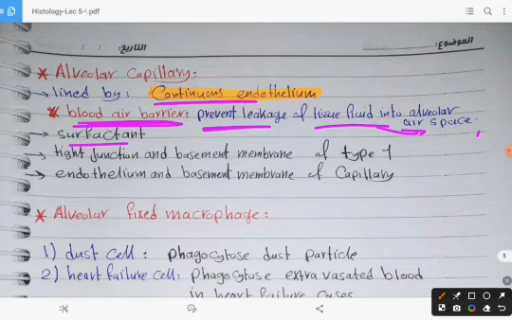 Histology-Lec 5-1.pdf
التاريخ: / /
الموضوع:
* Alveolar Capillary:
→ lined by: Continuous endothelium
* blood air barrier: prevent leakage of tissue fluid into alveolar
air space.
→ surfactant
→ tight Junction and basement membrane of type 1
→ endothelium and basement membrane of Capillary
* Alveolar fixed macrophage:
1) dust cell: phagocytose dust particle
2) heart failure cell: phagocytose extravasated blood
in heart failure cases